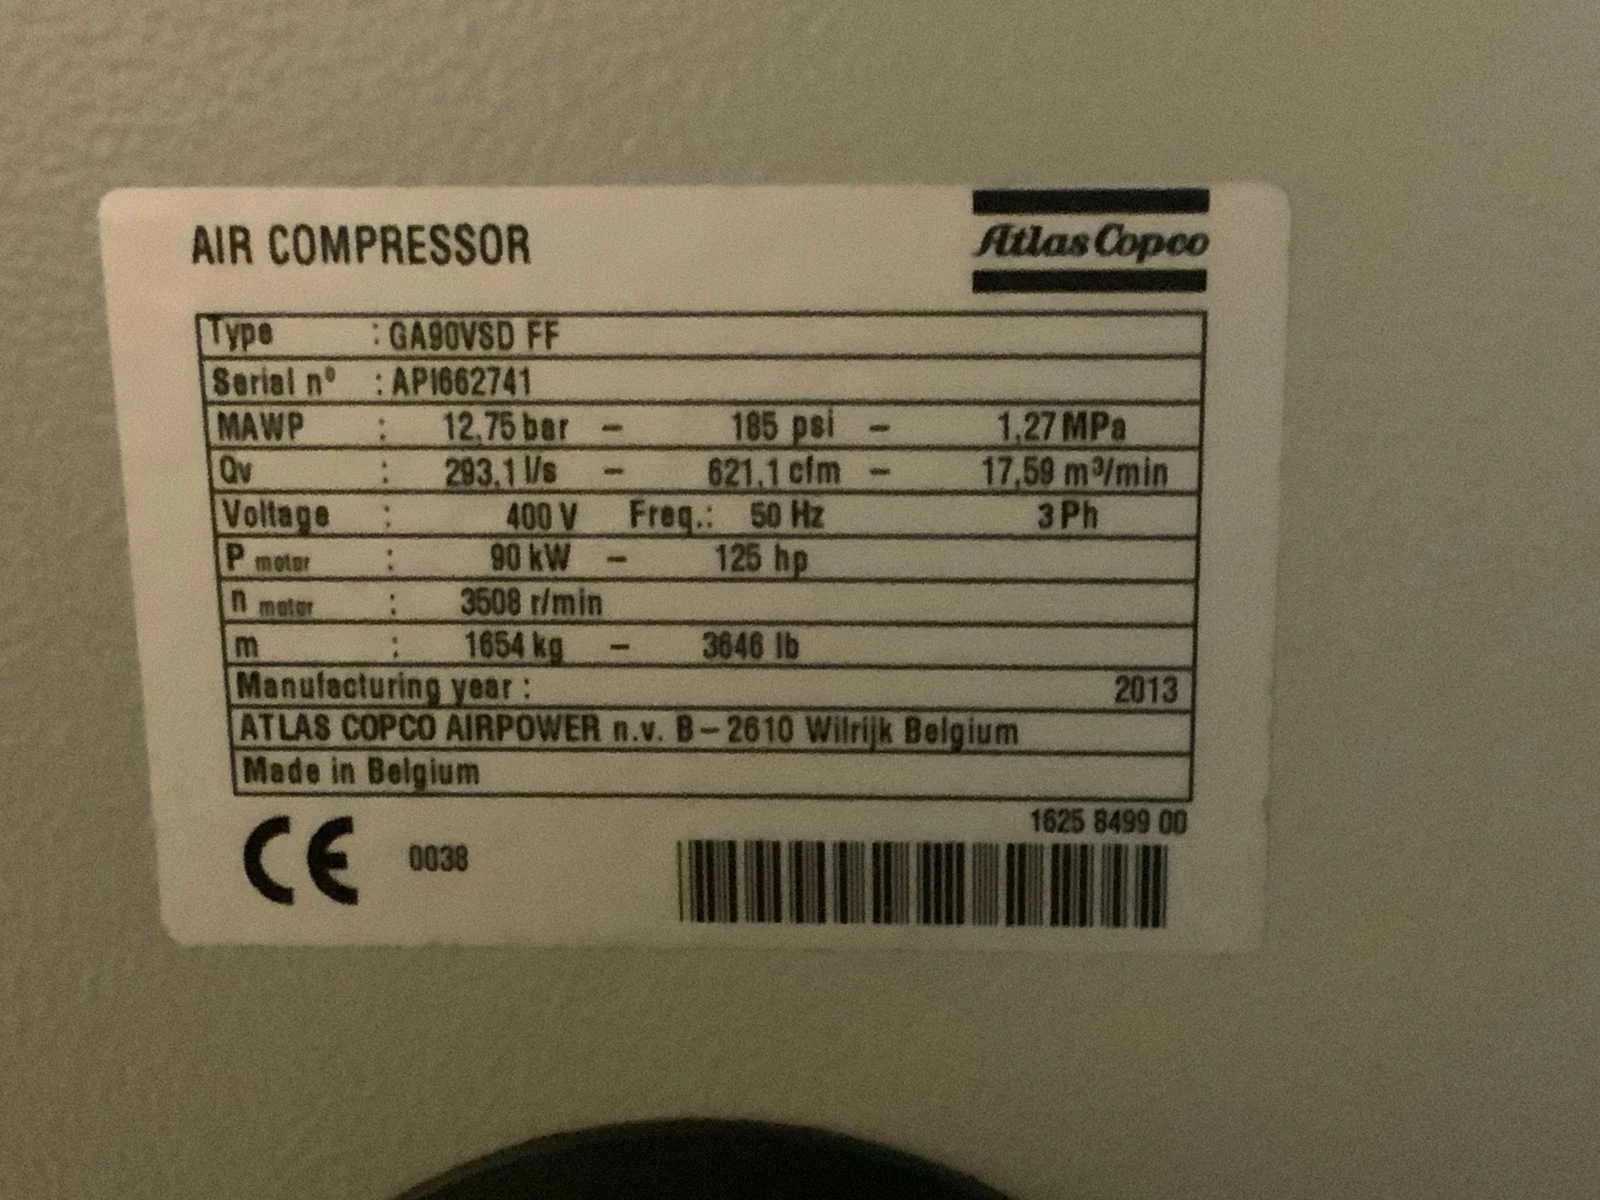 AIR COMPRESSOR
Atlas Copco
Type : GA90VSD FF
Serial nº : API662741
MAWP : 12,75 bar – 185 psi – 1,27 MPa
Qv : 293,1 l/s – 621,1 cfm – 17,59 m³/min
Voltage : 400 V Freq.: 50 Hz 3 Ph
P motor : 90 kW – 125 hp
n motor : 3508 r/min
m : 1654 kg – 3646 lb
Manufacturing year : 2013
ATLAS COPCO AIRPOWER n.v. B – 2610 Wilrijk Belgium
Made in Belgium
1625 8499 00
CE 0038